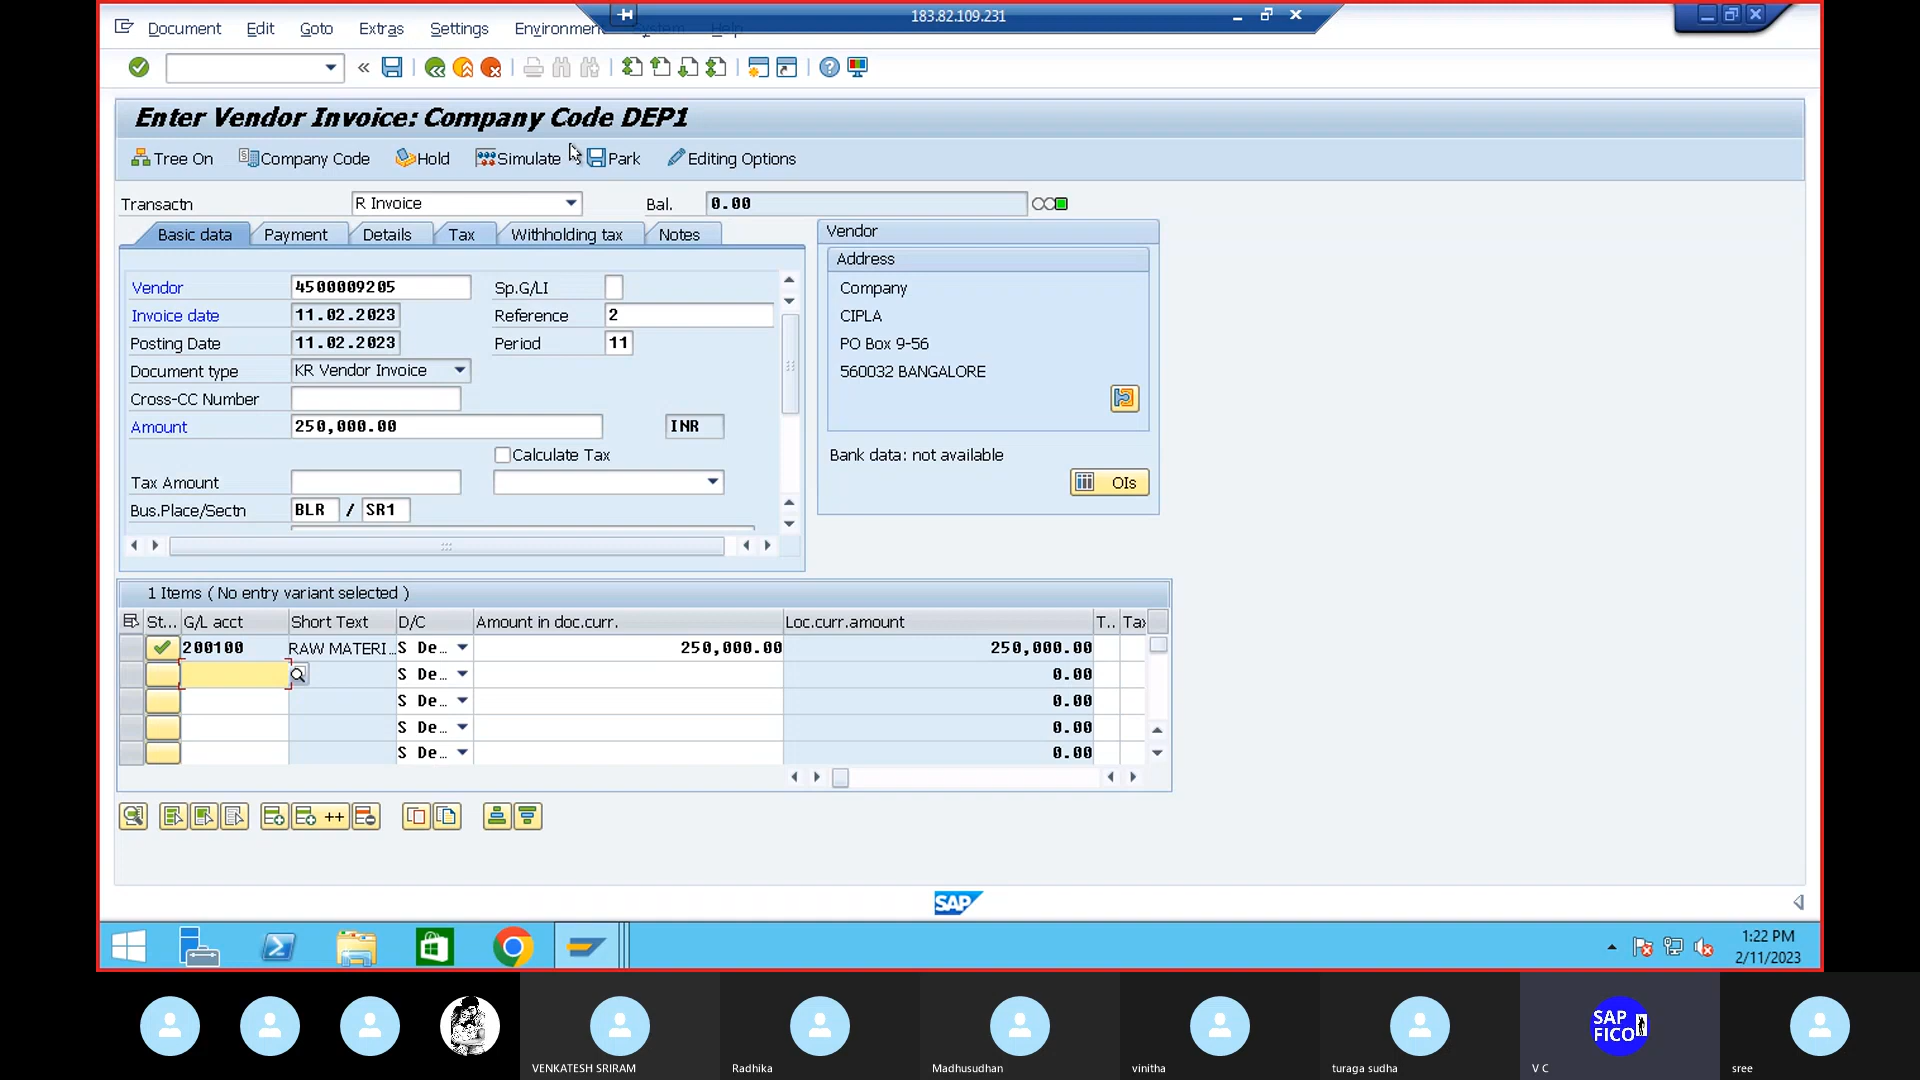 183.82.109.231
Document Edit Goto Extras Settings Environment System Help
Enter Vendor Invoice: Company Code DEP1
Tree On Company Code Hold Simulate Park Editing Options
Transactn R Invoice Bal. 0.00
Basic data Payment Details Tax Withholding tax Notes
Vendor 4500009205 Sp.G/LI
Invoice date 11.02.2023 Reference 2
Posting Date 11.02.2023 Period 11
Document type KR Vendor Invoice
Cross-CC Number
Amount 250,000.00 INR
Calculate Tax
Tax Amount
Bus.Place/Sectn BLR / SR1
Vendor
Address
Company
CIPLA
PO Box 9-56
560032 BANGALORE
Bank data: not available
OIs
1 Items ( No entry variant selected )
St... G/L acct Short Text D/C Amount in doc.curr. Loc.curr.amount T.. Tax
200100 RAW MATERI... S De... 250,000.00 250,000.00
S De... 0.00
S De... 0.00
S De... 0.00
S De... 0.00
++
SAP
1:22 PM
2/11/2023
SAP
FICO
VENKATESH SRIRAM Radhika Madhusudhan vinitha turaga sudha V C sree